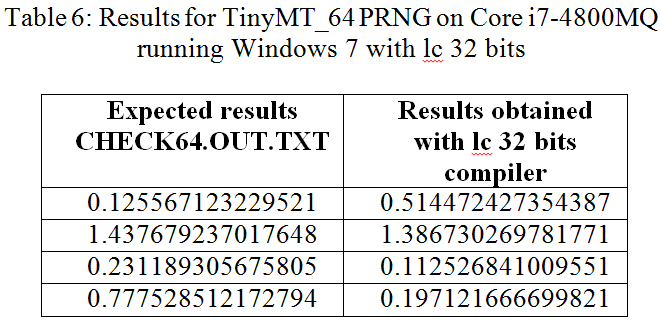 Table 6: Results for TinyMT_64 PRNG on Core i7-4800MQ
running Windows 7 with lc 32 bits
Expected results
CHECK64.OUT.TXT
Results obtained
with lc 32 bits
compiler
0.125567123229521 0.514472427354387
1.437679237017648 1.386730269781771
0.231189305675805 0.112526841009551
0.777528512172794 0.197121666699821